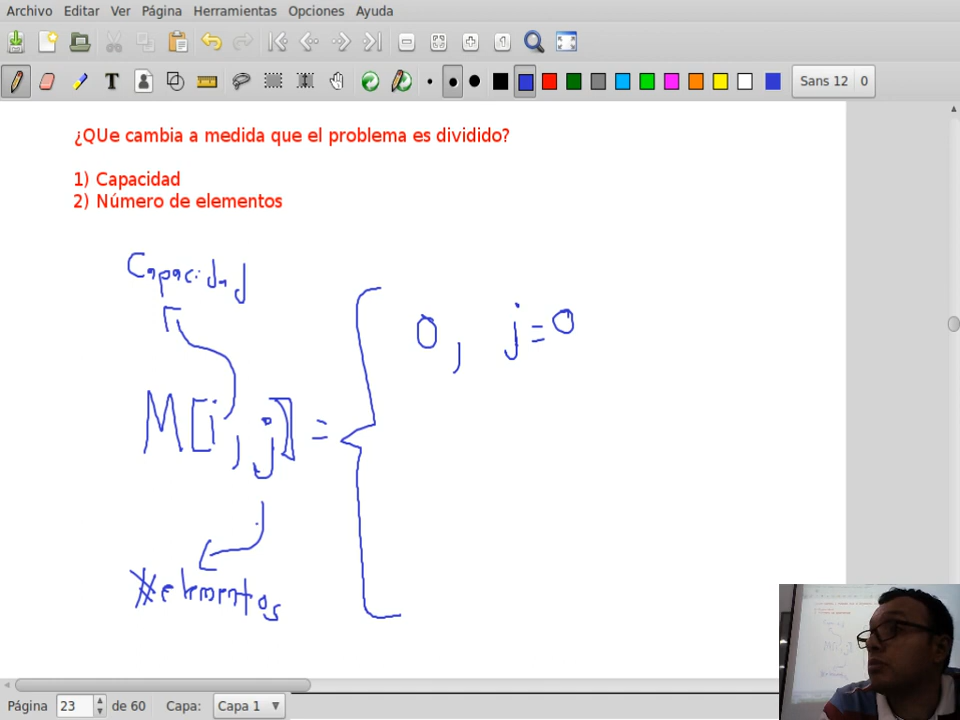 Archivo Editar Ver Página Herramientas Opciones Ayuda
T Sans 12 0
¿QUe cambia a medida que el problema es dividido?
1) Capacidad
2) Número de elementos
Capacidad
0, j=0
M[i,j] =
#elementos
Página 23 de 60 Capa: Capa 1